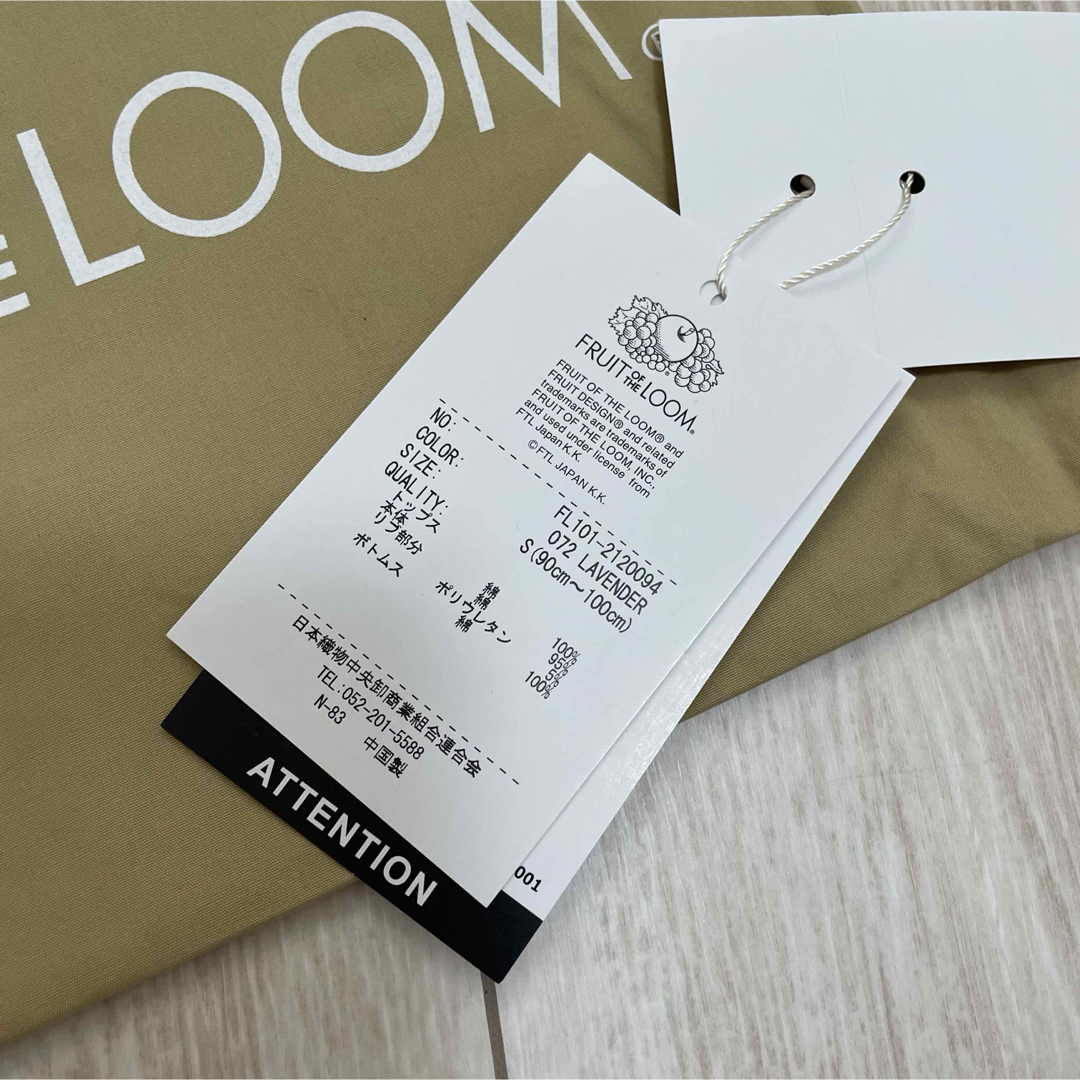 E LOOM®
FRUIT OF THE LOOM®
FRUIT OF THE LOOM® and
FRUIT DESIGN® and related
trademarks are trademarks of
FRUIT OF THE LOOM, INC.,
and used under license from
FTL Japan K.K.
©FTL JAPAN K.K.
NO: FL101-2120094
COLOR: 072 LAVENDER
SIZE: S(90cm〜100cm)
QUALITY:
トップス
本体 綿 100%
リブ部分 綿 95%
ポリウレタン 5%
ボトムス 綿 100%
日本織物中央卸商業組合連合会
TEL:052-201-5588
N-83 中国製
ATTENTION
001